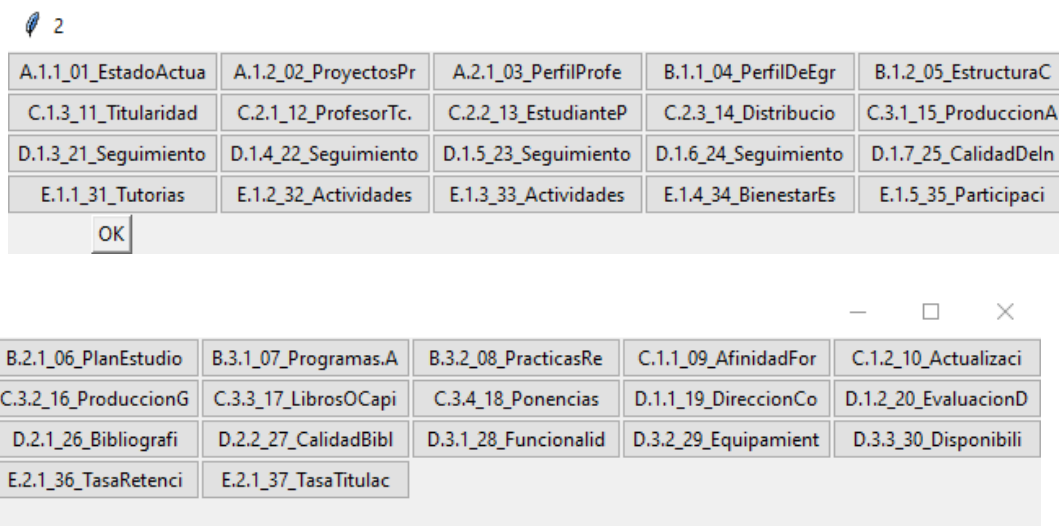 2
A.1.1_01_EstadoActua A.1.2_02_ProyectosPr A.2.1_03_PerfilProfe B.1.1_04_PerfilDeEgr B.1.2_05_EstructuraC
C.1.3_11_Titularidad C.2.1_12_ProfesorTc. C.2.2_13_EstudianteP C.2.3_14_Distribucio C.3.1_15_ProduccionA
D.1.3_21_Seguimiento D.1.4_22_Seguimiento D.1.5_23_Seguimiento D.1.6_24_Seguimiento D.1.7_25_CalidadDeIn
E.1.1_31_Tutorias E.1.2_32_Actividades E.1.3_33_Actividades E.1.4_34_BienestarEs E.1.5_35_Participaci
OK
B.2.1_06_PlanEstudio B.3.1_07_Programas.A B.3.2_08_PracticasRe C.1.1_09_AfinidadFor C.1.2_10_Actualizaci
C.3.2_16_ProduccionG C.3.3_17_LibrosOCapi C.3.4_18_Ponencias D.1.1_19_DireccionCo D.1.2_20_EvaluacionD
D.2.1_26_Bibliografi D.2.2_27_CalidadBibl D.3.1_28_Funcionalid D.3.2_29_Equipamient D.3.3_30_Disponibili
E.2.1_36_TasaRetenci E.2.1_37_TasaTitulac